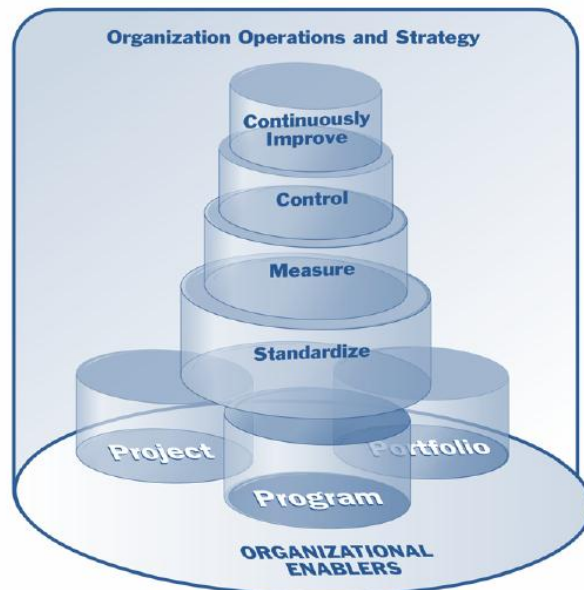 Organization Operations and Strategy
Continuously
Improve
Control
Measure
Standardize
Project
Portfolio
Program
ORGANIZATIONAL
ENABLERS